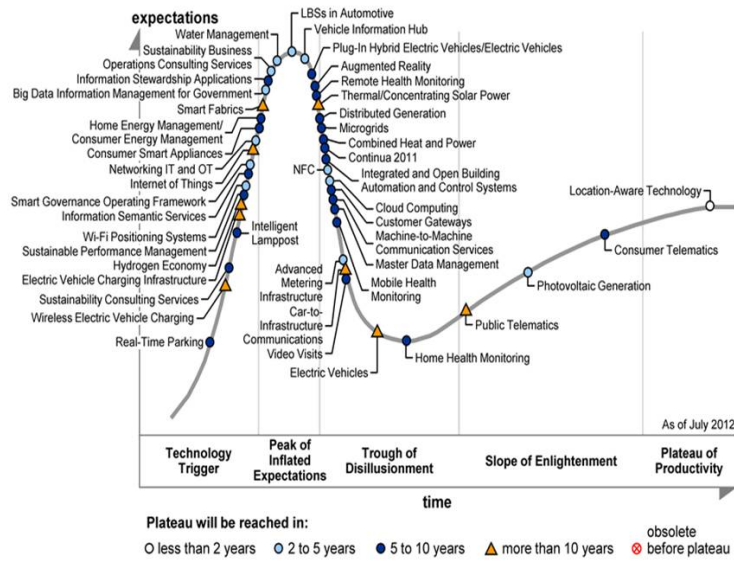 expectations
LBSs in Automotive
Vehicle Information Hub
Water Management
Sustainability Business
Operations Consulting Services
Information Stewardship Applications
Big Data Information Management for Government
Smart Fabrics
Home Energy Management/
Consumer Energy Management
Consumer Smart Appliances
Networking IT and OT
Internet of Things
Smart Governance Operating Framework
Information Semantic Services
Wi-Fi Positioning Systems
Sustainable Performance Management
Hydrogen Economy
Electric Vehicle Charging Infrastructure
Sustainability Consulting Services
Wireless Electric Vehicle Charging
Real-Time Parking
Intelligent
Lamppost
Plug-In Hybrid Electric Vehicles/Electric Vehicles
Augmented Reality
Remote Health Monitoring
Thermal/Concentrating Solar Power
Distributed Generation
Microgrids
Combined Heat and Power
Continua 2011
Integrated and Open Building
Automation and Control Systems
NFC
Cloud Computing
Customer Gateways
Machine-to-Machine
Communication Services
Master Data Management
Mobile Health
Monitoring
Advanced
Metering
Infrastructure
Car-to-
Infrastructure
Communications
Video Visits
Electric Vehicles
Home Health Monitoring
Public Telematics
Photovoltaic Generation
Consumer Telematics
Location-Aware Technology
As of July 2012
Technology
Trigger
Peak of
Inflated
Expectations
Trough of
Disillusionment
Slope of Enlightenment
Plateau of
Productivity
time
Plateau will be reached in:
less than 2 years
2 to 5 years
5 to 10 years
more than 10 years
obsolete
before plateau